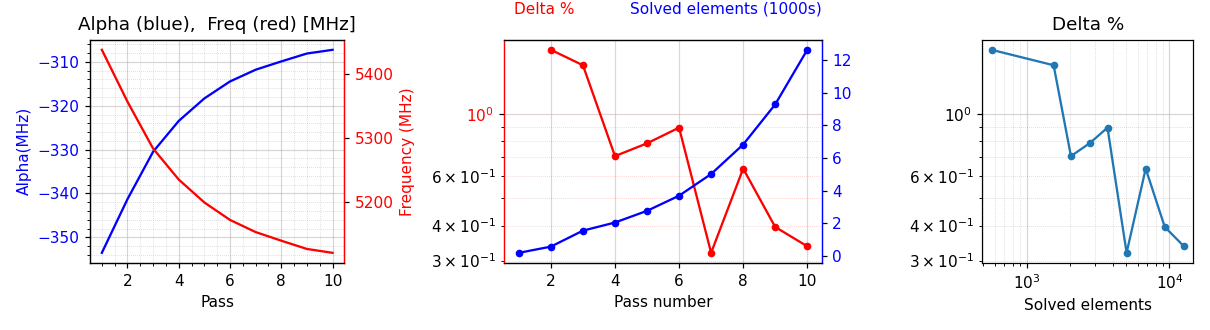 Alpha (blue),  Freq (red) [MHz]
Alpha(MHz)
−310
−320
−330
−340
−350
2 4 6 8 10
Pass
5400
5300
5200
Frequency (MHz)
Delta % Solved elements (1000s)
10⁰
6 × 10⁻¹
4 × 10⁻¹
3 × 10⁻¹
2 4 6 8 10
Pass number
12
10
8
6
4
2
0
Delta %
10⁰
6 × 10⁻¹
4 × 10⁻¹
3 × 10⁻¹
10³ 10⁴
Solved elements